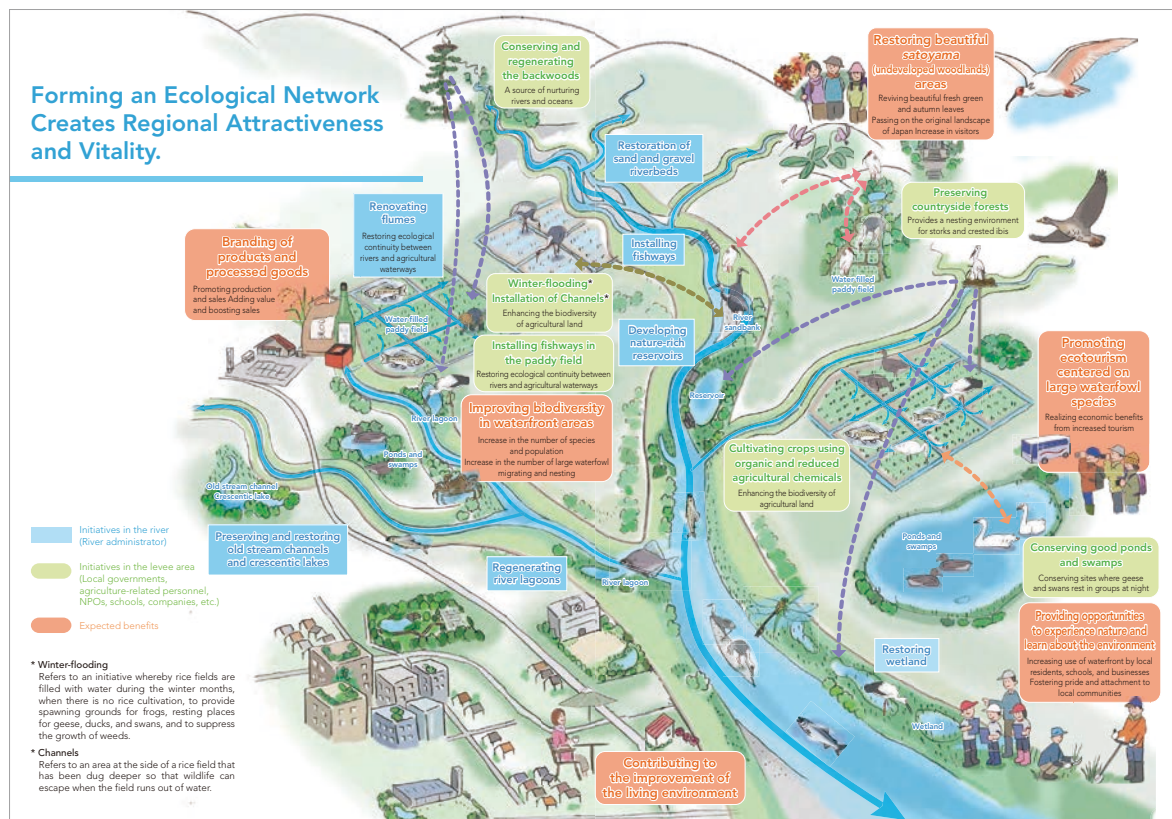 Forming an Ecological Network
Creates Regional Attractiveness
and Vitality.
Conserving and
regenerating
the backwoods
A source of nurturing
rivers and oceans
Restoring beautiful
satoyama
(undeveloped woodlands)
areas
Reviving beautiful fresh green
and autumn leaves
Passing on the original landscape
of Japan Increase in visitors
Restoration of
sand and gravel
riverbeds
Preserving
countryside forests
Provides a nesting environment
for storks and crested ibis
Renovating
flumes
Restoring ecological
continuity between
rivers and agricultural
waterways
Branding of
products and
processed goods
Promoting production
and sales Adding value
and boosting sales
Installing
fishways
Water filled
paddy field
Winter-flooding*
Installation of Channels*
Enhancing the biodiversity
of agricultural land
Water filled
paddy field
River
sandbank
Developing
nature-rich
reservoirs
Installing fishways in
the paddy field
Restoring ecological continuity between
rivers and agricultural waterways
Promoting
ecotourism
centered on
large waterfowl
species
Realizing economic benefits
from increased tourism
Reservoir
River lagoon
Improving biodiversity
in waterfront areas
Increase in the number of species
and population
Increase in the number of large waterfowl
migrating and nesting
Ponds and
swamps
Cultivating crops using
organic and reduced
agricultural chemicals
Enhancing the biodiversity of
agricultural land
Old stream channel
Crescentic lake
Initiatives in the river
(River administrator)
Preserving and restoring
old stream channels
and crescentic lakes
Ponds and
swamps
Conserving good ponds
and swamps
Conserving sites where geese
and swans rest in groups at night
Initiatives in the levee area
(Local governments,
agriculture-related personnel,
NPOs, schools, companies, etc.)
Regenerating
river lagoons
River lagoon
Expected benefits
Providing opportunities
to experience nature and
learn about the environment
Increasing use of waterfront by local
residents, schools, and businesses
Fostering pride and attachment to
local communities
Restoring
wetland
Wetland
* Winter-flooding
Refers to an initiative whereby rice fields are
filled with water during the winter months,
when there is no rice cultivation, to provide
spawning grounds for frogs, resting places
for geese, ducks, and swans, and to suppress
the growth of weeds.
* Channels
Refers to an area at the side of a rice field that
has been dug deeper so that wildlife can
escape when the field runs out of water.
Contributing to
the improvement of
the living environment